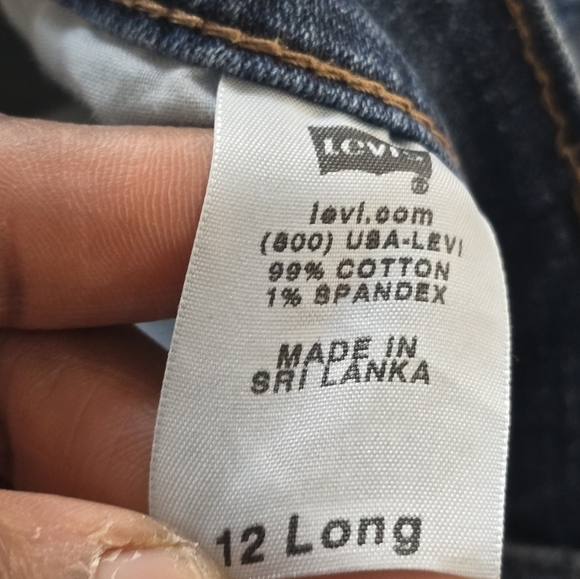 Levi's
®
levi.com
(800) USA-LEVI
99% COTTON
1% SPANDEX
MADE IN
SRI LANKA
12 Long